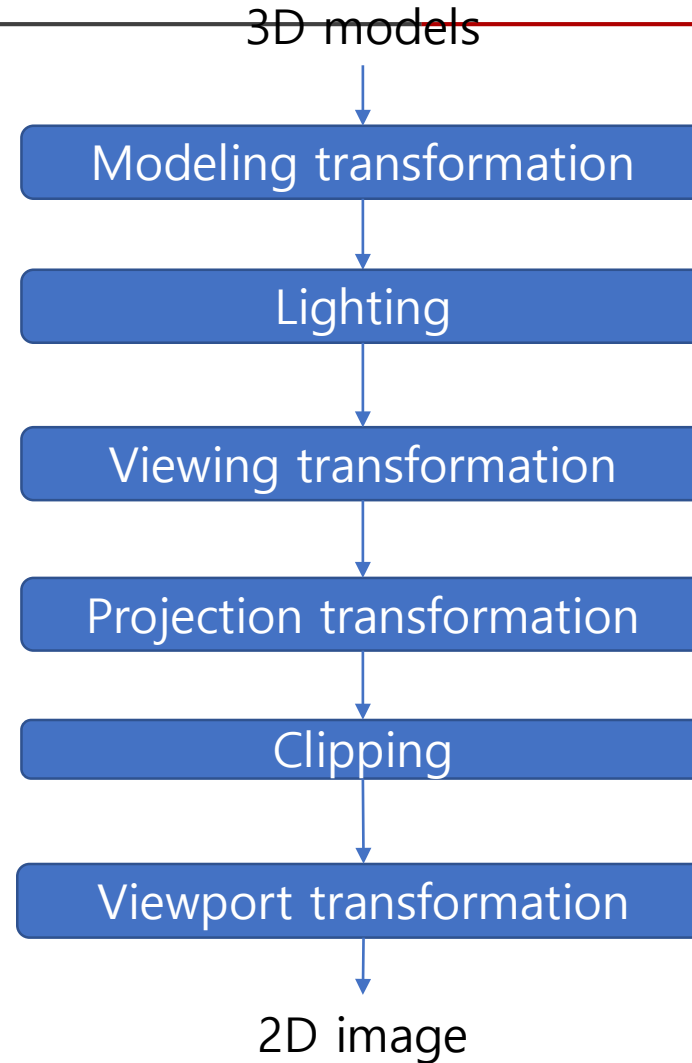 3D models
Modeling transformation
Lighting
Viewing transformation
Projection transformation
Clipping
Viewport transformation
2D image